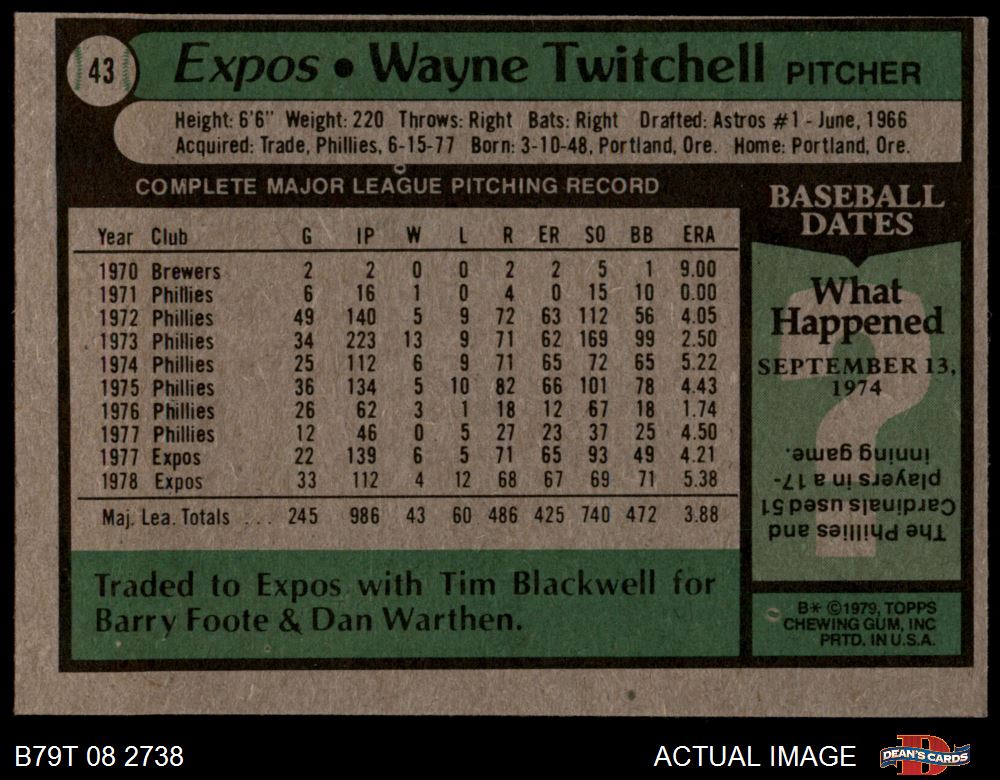 43 Expos • Wayne Twitchell PITCHER
Height: 6'6" Weight: 220 Throws: Right Bats: Right Drafted: Astros #1 - June, 1966
Acquired: Trade, Phillies, 6-15-77 Born: 3-10-48, Portland, Ore. Home: Portland, Ore.
COMPLETE MAJOR LEAGUE PITCHING RECORD
Year Club G IP W L R ER SO BB ERA
1970 Brewers 2 2 0 0 2 2 5 1 9.00
1971 Phillies 6 16 1 0 4 0 15 10 0.00
1972 Phillies 49 140 5 9 72 63 112 56 4.05
1973 Phillies 34 223 13 9 71 62 169 99 2.50
1974 Phillies 25 112 6 9 71 65 72 65 5.22
1975 Phillies 36 134 5 10 82 66 101 78 4.43
1976 Phillies 26 62 3 1 18 12 67 18 1.74
1977 Phillies 12 46 0 5 27 23 37 25 4.50
1977 Expos 22 139 6 5 71 65 93 49 4.21
1978 Expos 33 112 4 12 68 67 69 71 5.38
Maj. Lea. Totals ... 245 986 43 60 486 425 740 472 3.88
Traded to Expos with Tim Blackwell for
Barry Foote & Dan Warthen.
BASEBALL
DATES
What
Happened
SEPTEMBER 13,
1974
The Phillies and
Cardinals used 51
players in a 17-
inning game.
B* ©1979, TOPPS
CHEWING GUM, INC
PRTD. IN U.S.A.
B79T 08 2738 ACTUAL IMAGE DEAN'S CARDS